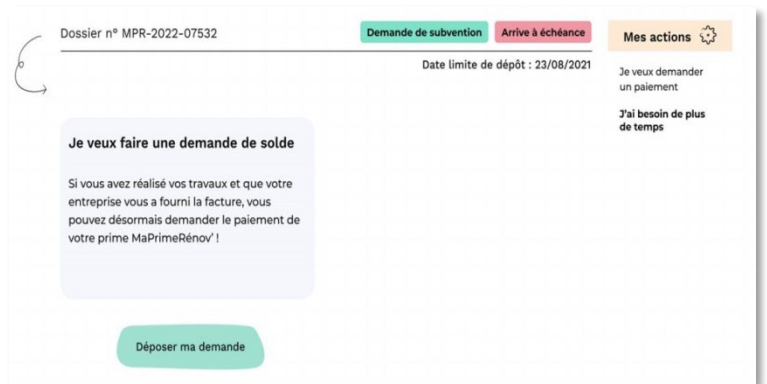 Dossier n° MPR-2022-07532
Demande de subvention
Arrive à échéance
Date limite de dépôt : 23/08/2021
Mes actions
Je veux demander
un paiement
J'ai besoin de plus
de temps
Je veux faire une demande de solde
Si vous avez réalisé vos travaux et que votre
entreprise vous a fourni la facture, vous
pouvez désormais demander le paiement de
votre prime MaPrimeRénov' !
Déposer ma demande